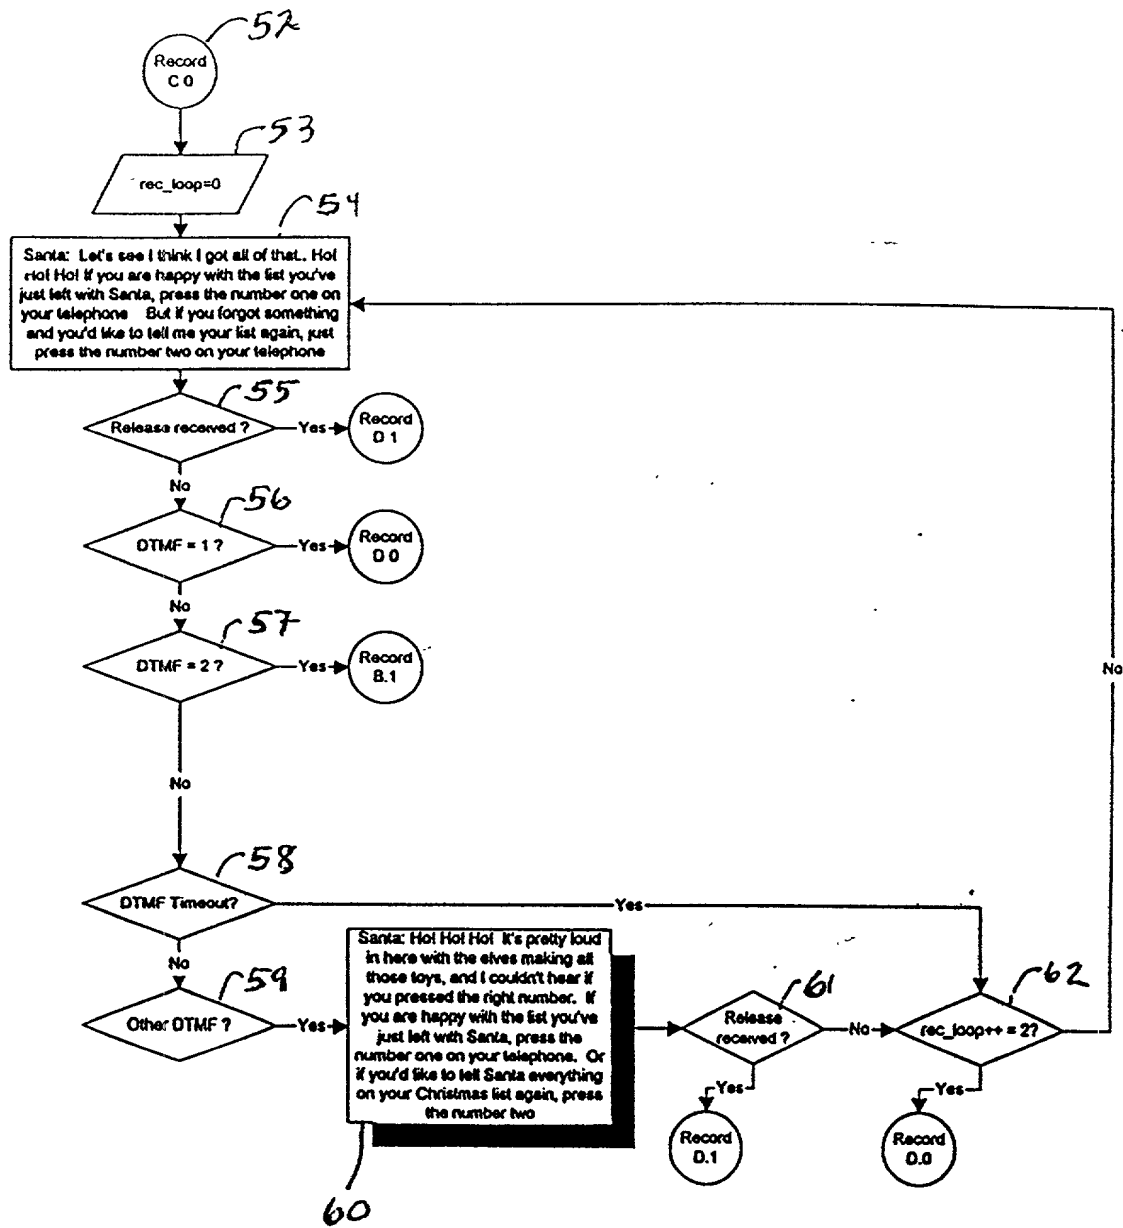 52
Record
C 0
53
rec_loop=0
54
Santa: Let's see I think I got all of that.. Ho!
Ho! Ho! If you are happy with the list you've
just left with Santa, press the number one on
your telephone But if you forgot something
and you'd like to tell me your list again, just
press the number two on your telephone
55
Release received ?
Yes
Record
D 1
No
56
DTMF = 1 ?
Yes
Record
D 0
No
57
DTMF = 2 ?
Yes
Record
B.1
No
No
58
DTMF Timeout?
Yes
No
59
Other DTMF ?
Yes
Santa: Ho! Ho! Ho! It's pretty loud
in here with the elves making all
those toys, and I couldn't hear if
you pressed the right number. If
you are happy with the list you've
just left with Santa, press the
number one on your telephone. Or
if you'd like to tell Santa everything
on your Christmas list again, press
the number two
60
61
Release
received ?
No
62
rec_loop++ = 2?
Yes
Record
D.1
Yes
Record
D.0